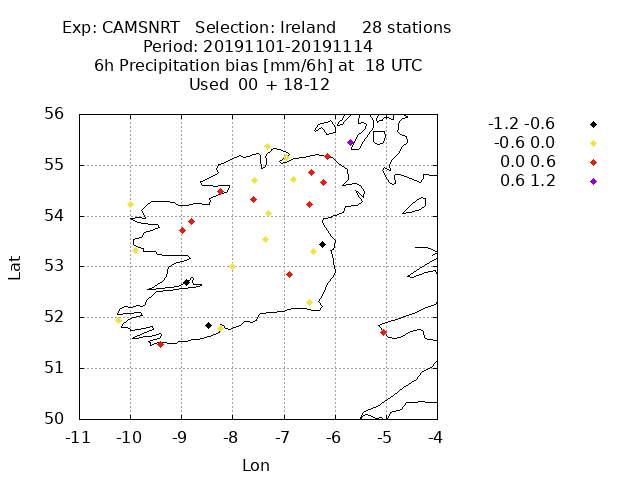 Exp: CAMSNRT Selection: Ireland 28 stations
Period: 20191101-20191114
6h Precipitation bias [mm/6h] at 18 UTC
Used 00 + 18-12
-1.2 -0.6
-0.6 0.0
0.0 0.6
0.6 1.2
56
55
54
53
52
51
50
Lat
-11 -10 -9 -8 -7 -6 -5 -4
Lon